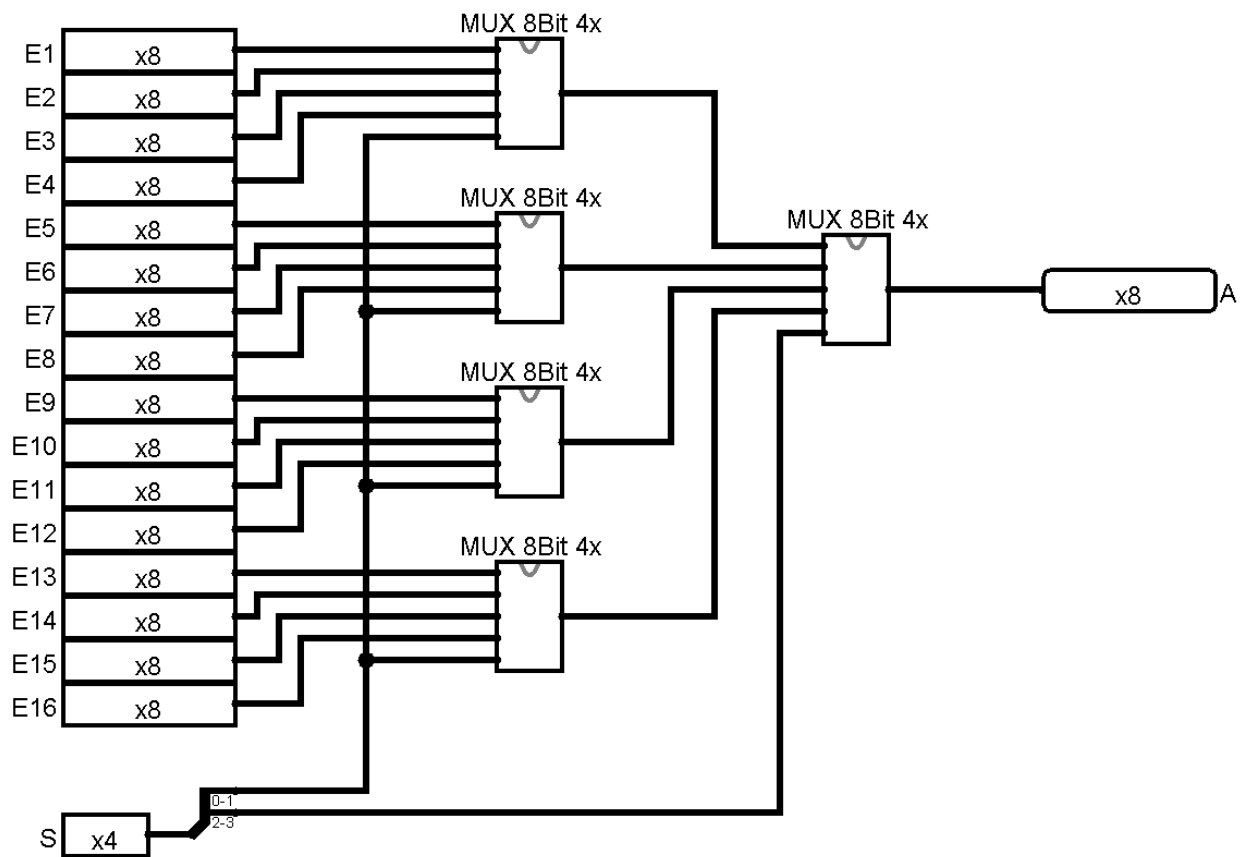 MUX 8Bit 4x
E1 x8
E2 x8
E3 x8
E4 x8
MUX 8Bit 4x
E5 x8
MUX 8Bit 4x
E6 x8
E7 x8
x8 A
E8 x8
MUX 8Bit 4x
E9 x8
E10 x8
E11 x8
E12 x8
MUX 8Bit 4x
E13 x8
E14 x8
E15 x8
E16 x8
0-1
2-3
S x4